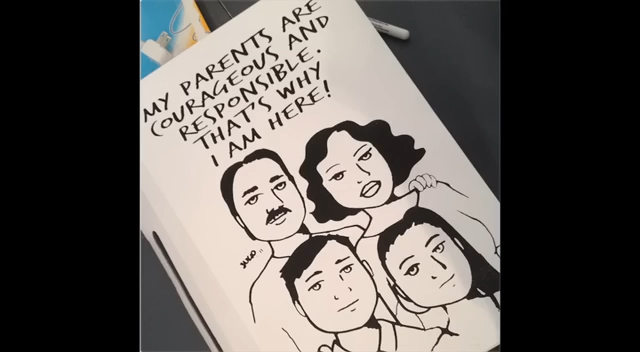 MY PARENTS ARE
COURAGEOUS AND
RESPONSIBLE.
THAT'S WHY
I AM HERE!